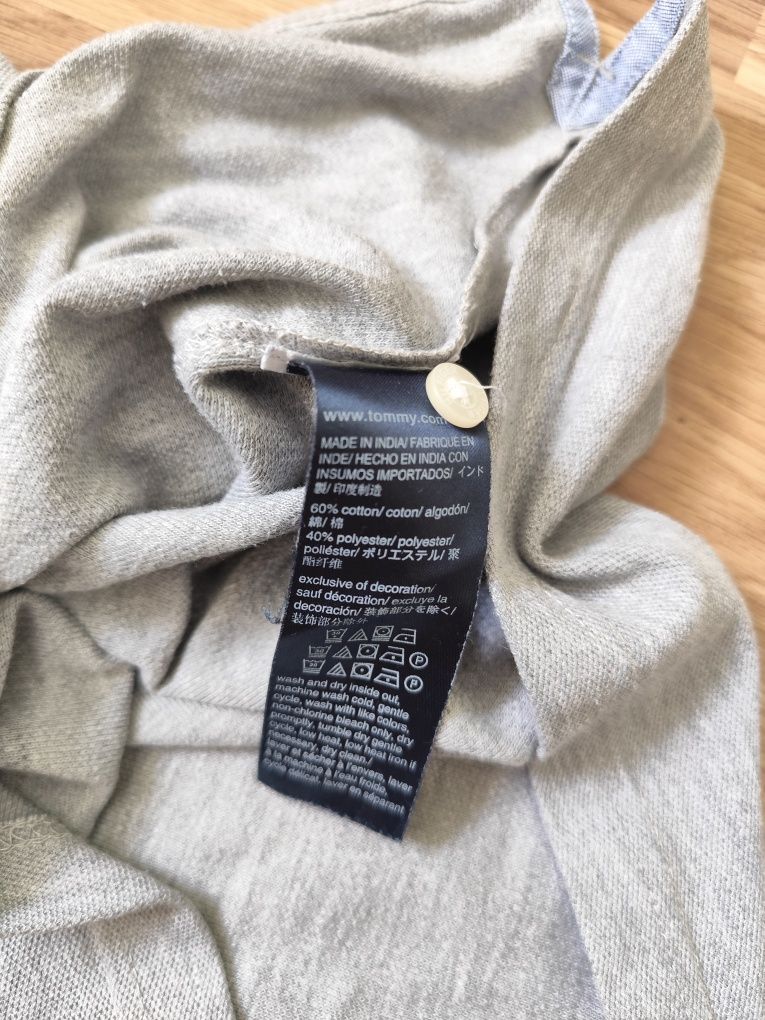 www.tommy.com
MADE IN INDIA/ FABRIQUE EN
INDE/ HECHO EN INDIA CON
INSUMOS IMPORTADOS/ インド
製/ 印度制造
60% cotton/ coton/ algodón/
綿/ 棉
40% polyester/ polyester/
poliéster/ ポリエステル/ 聚
酯纤维
exclusive of decoration/
sauf décoration/ excluye la
decoración/ 装飾部分を除く/
装饰部分除外
wash and dry inside out,
machine wash cold, gentle
cycle, wash with like colors,
non-chlorine bleach only, dry
promptly, tumble dry gentle
cycle, low heat, low heat iron if
necessary, dry clean./
laver et sécher à l'envers, laver
à la machine à l'eau froide,
cycle délicat, laver en séparant